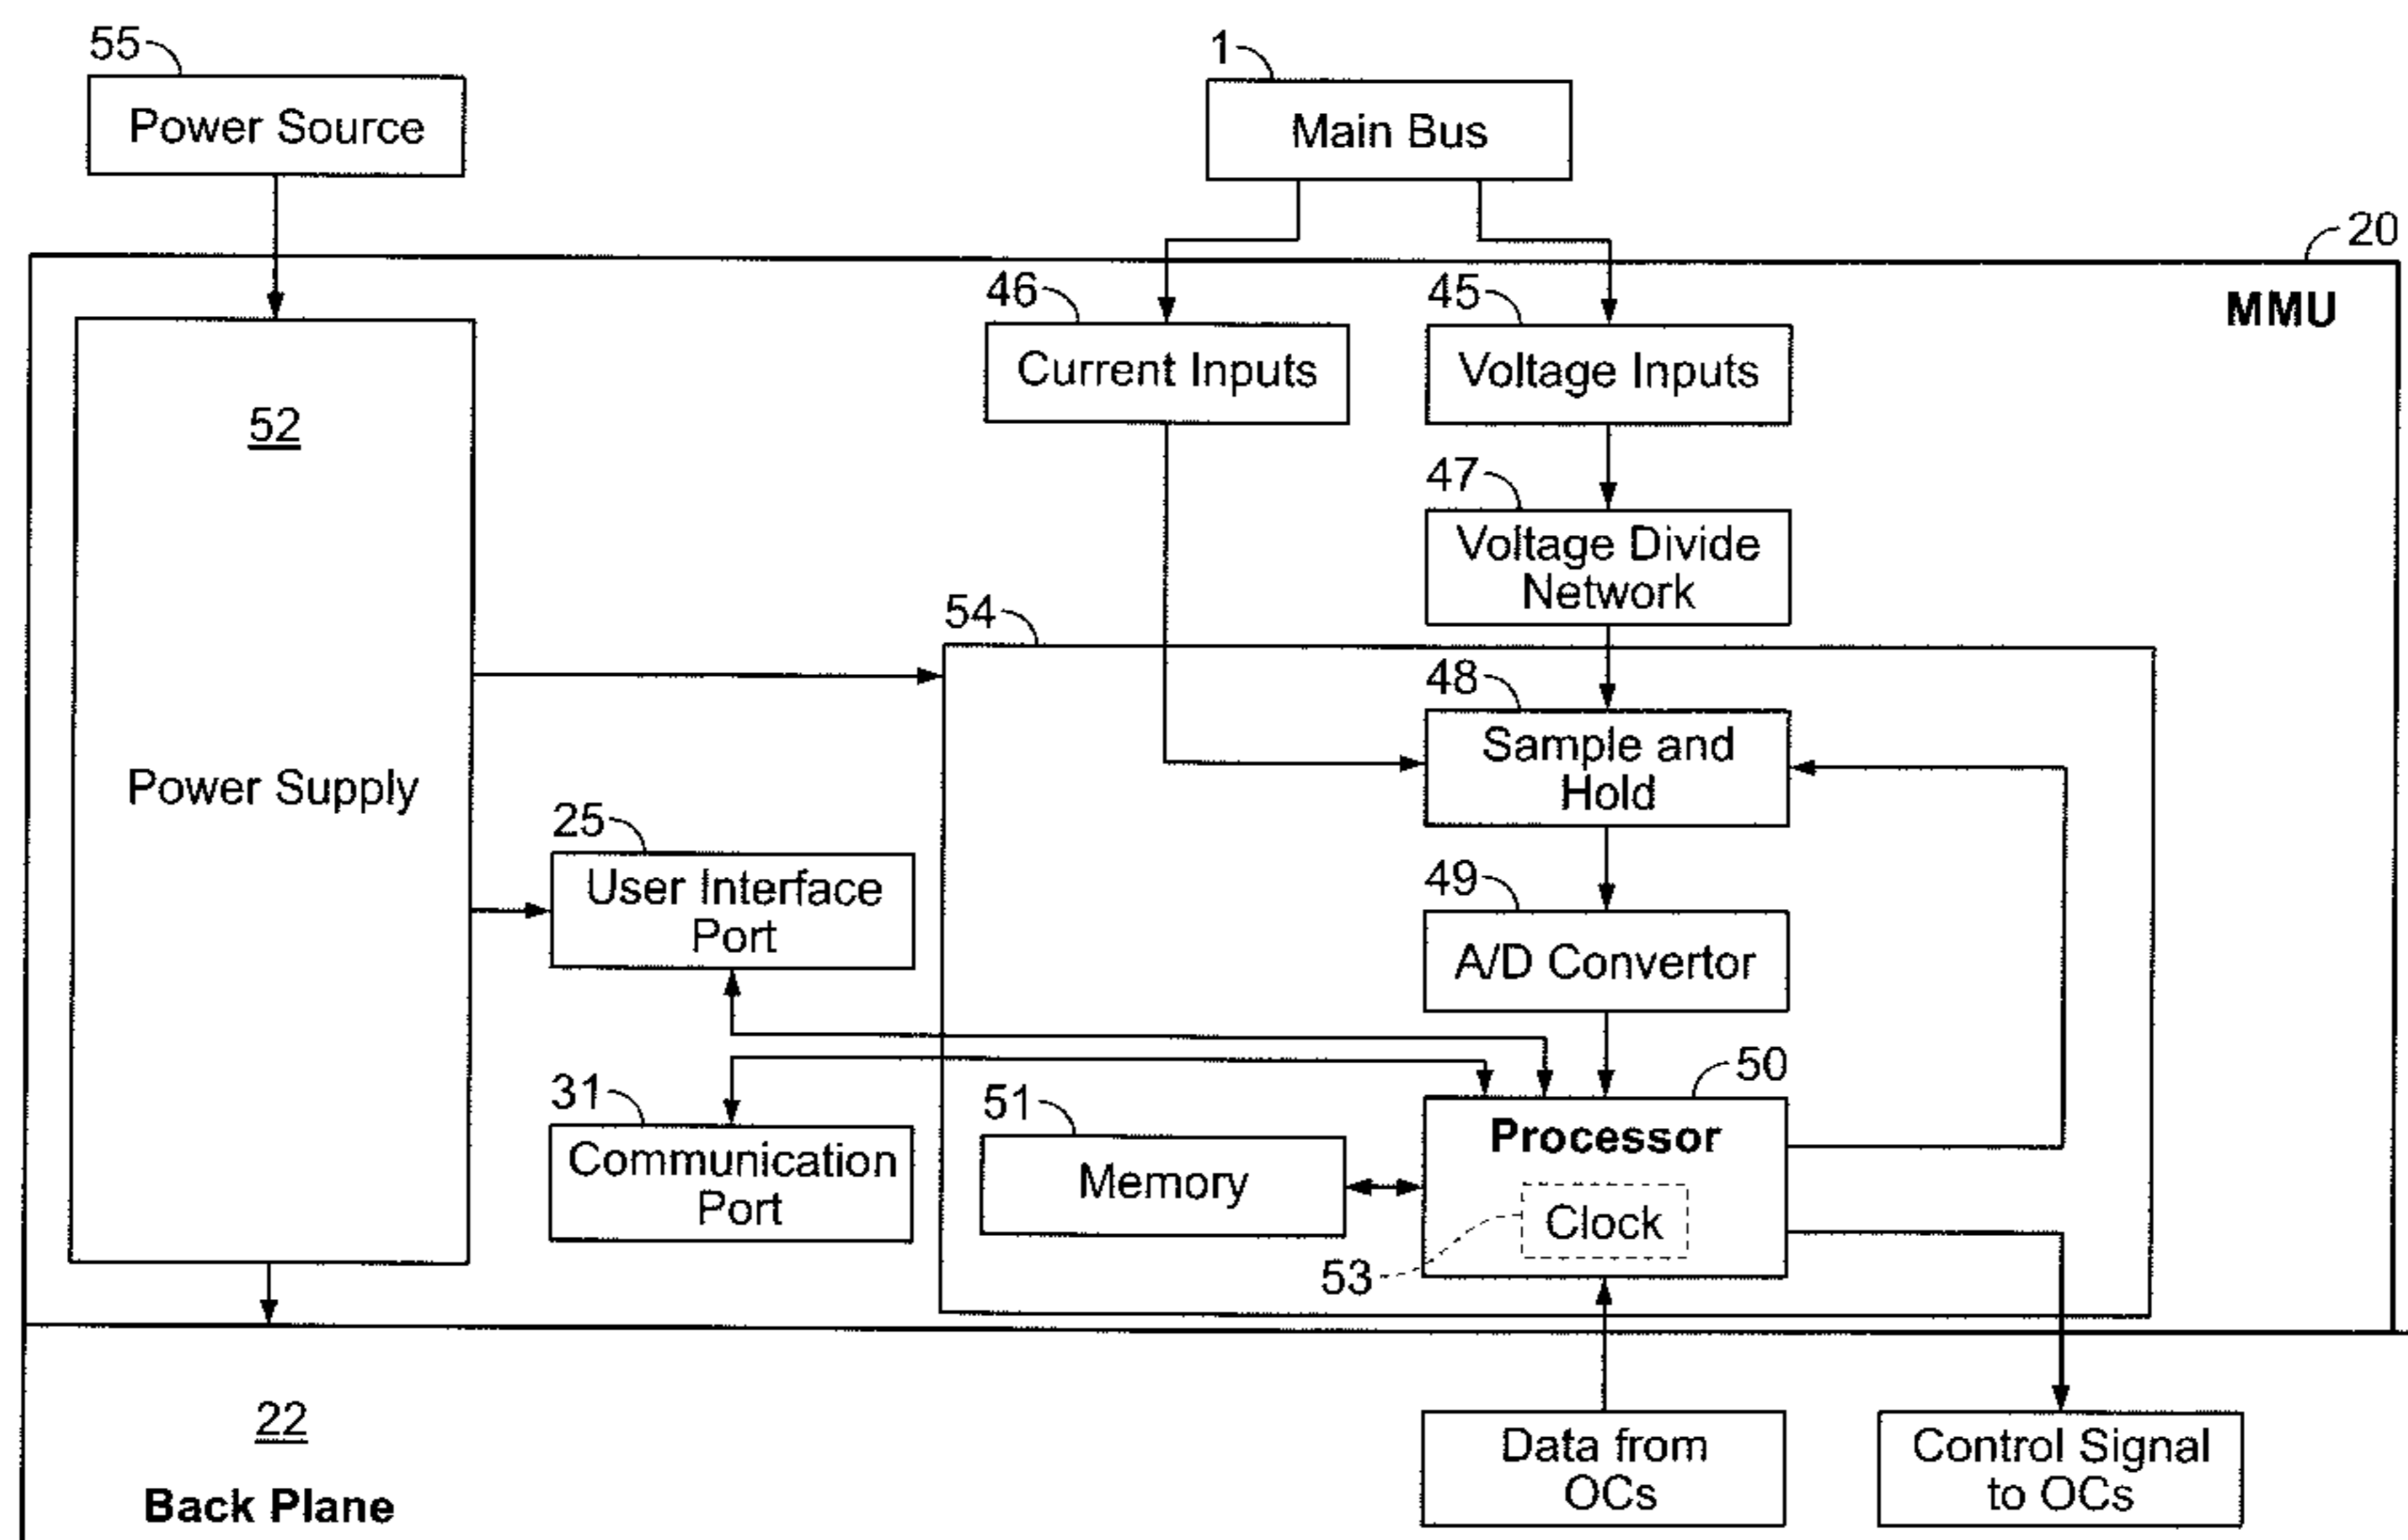 55
Power Source
1
Main Bus
20
MMU
46
Current Inputs
45
Voltage Inputs
52
Power Supply
47
Voltage Divide
Network
54
48
Sample and
Hold
25
User Interface
Port
49
A/D Convertor
31
Communication
Port
51
Memory
50
Processor
Clock
53
22
Back Plane
Data from
OCs
Control Signal
to OCs